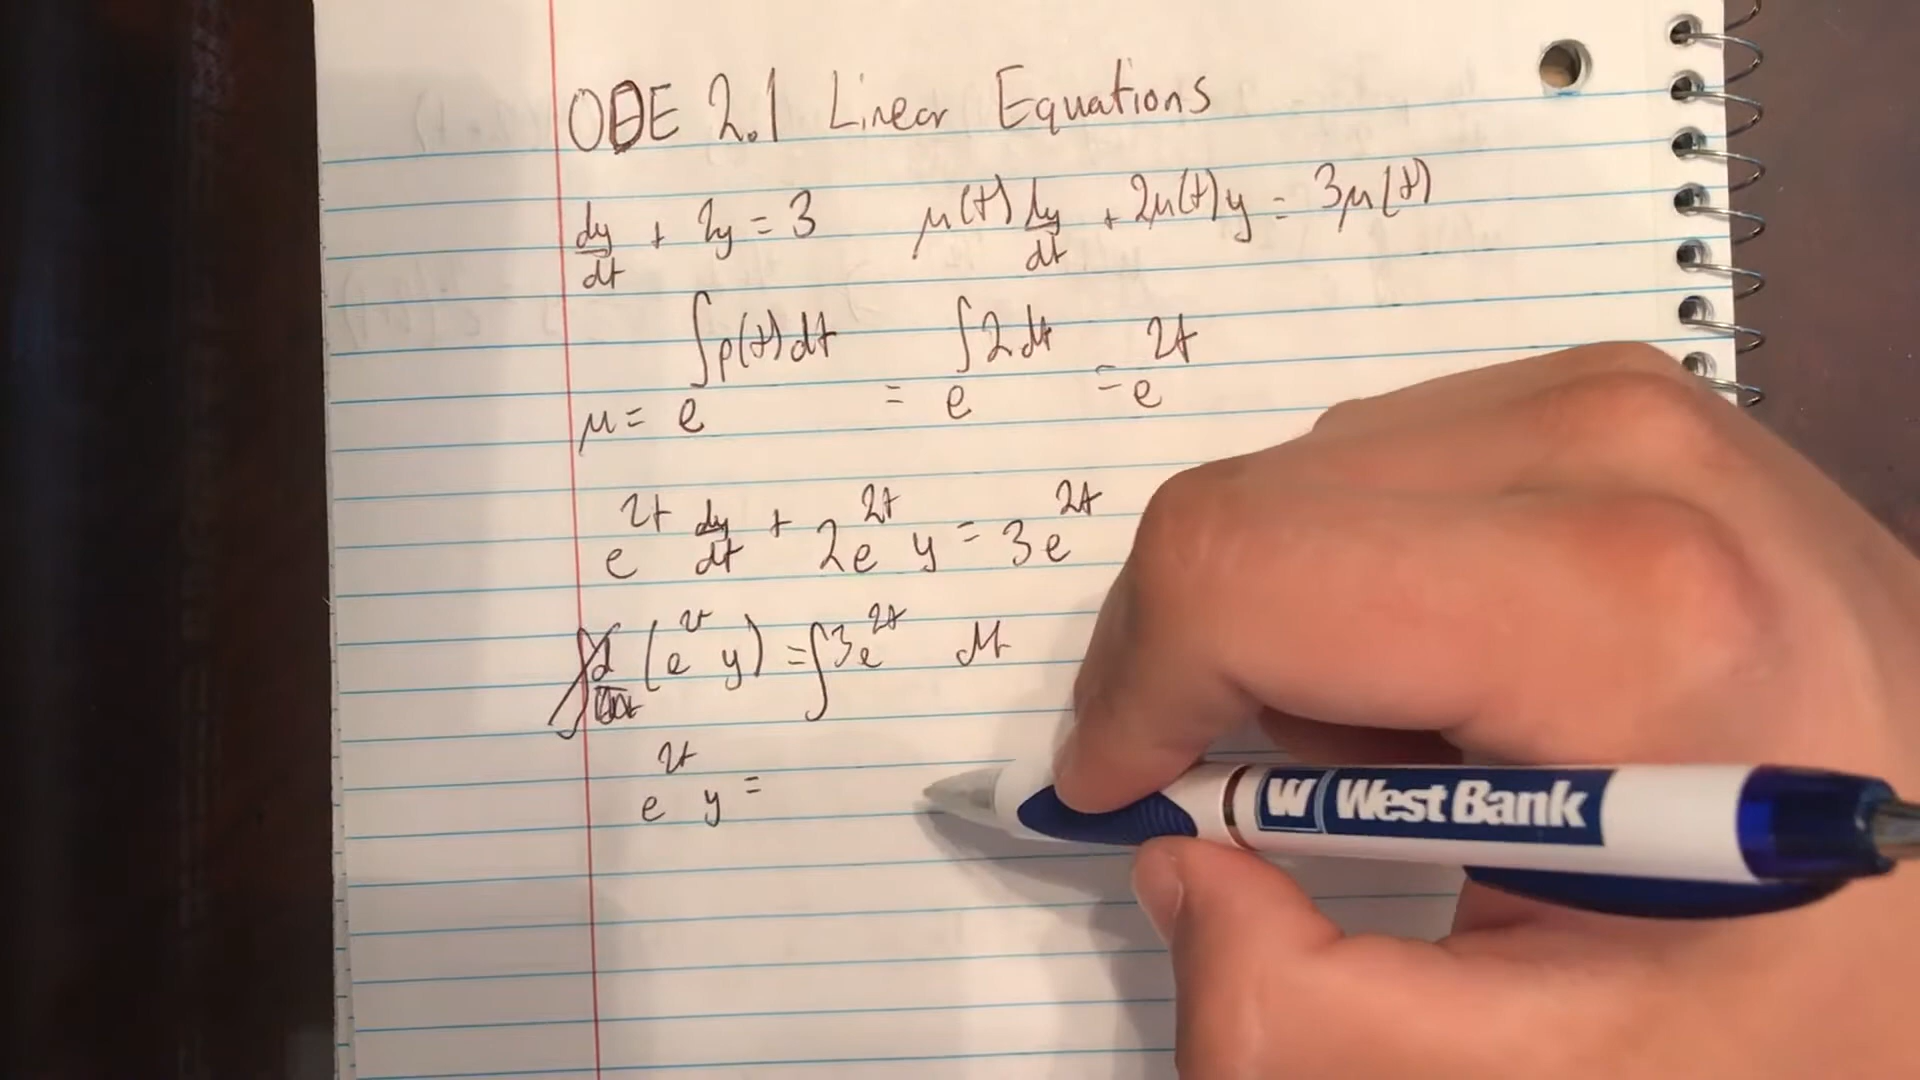 ODE 2.1 Linear Equations
dy/dt + 2y = 3 μ(t) dy/dt + 2μ(t)y = 3μ(t)
μ = e^∫p(t)dt = e^∫2dt = e^2t
e^2t dy/dt + 2e^2t y = 3e^2t
∫d/dt (e^2t y) = ∫3e^2t dt
e^2t y =
W West Bank